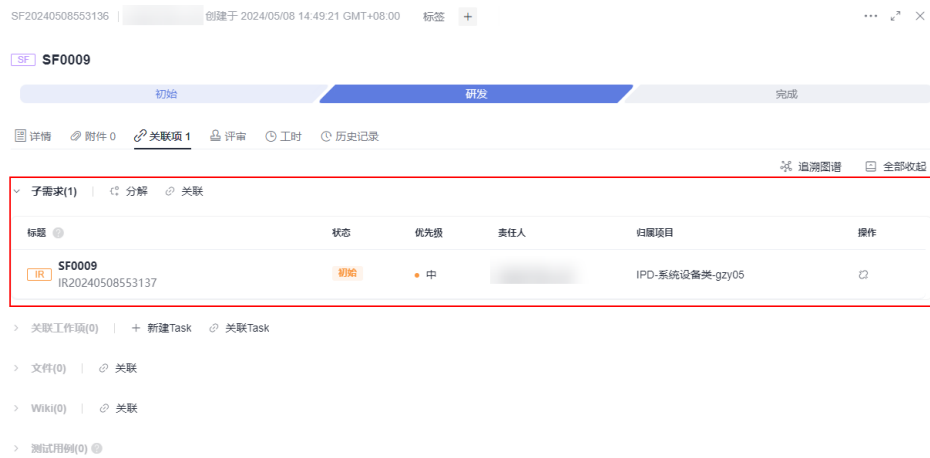 SF20240508553136 | 创建于 2024/05/08 14:49:21 GMT+08:00 标签 +
SF SF0009
初始 研发 完成
详情 附件 0 关联项 1 评审 工时 历史记录
追溯图谱 全部收起
子需求(1) | 分解 关联
标题 状态 优先级 责任人 归属项目 操作
IR SF0009 初始 中 IPD-系统设备类-gzy05
IR20240508553137
关联工作项(0) | + 新建Task 关联Task
文件(0) | 关联
Wiki(0) | 关联
测试用例(0)